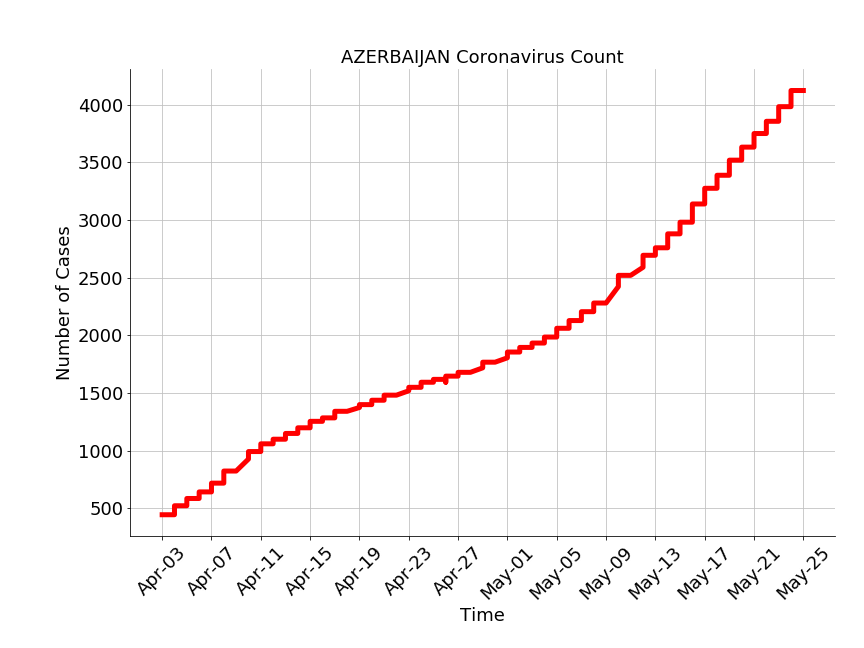 AZERBAIJAN Coronavirus Count
Number of Cases
4000
3500
3000
2500
2000
1500
1000
500
Apr-03
Apr-07
Apr-11
Apr-15
Apr-19
Apr-23
Apr-27
May-01
May-05
May-09
May-13
May-17
May-21
May-25
Time